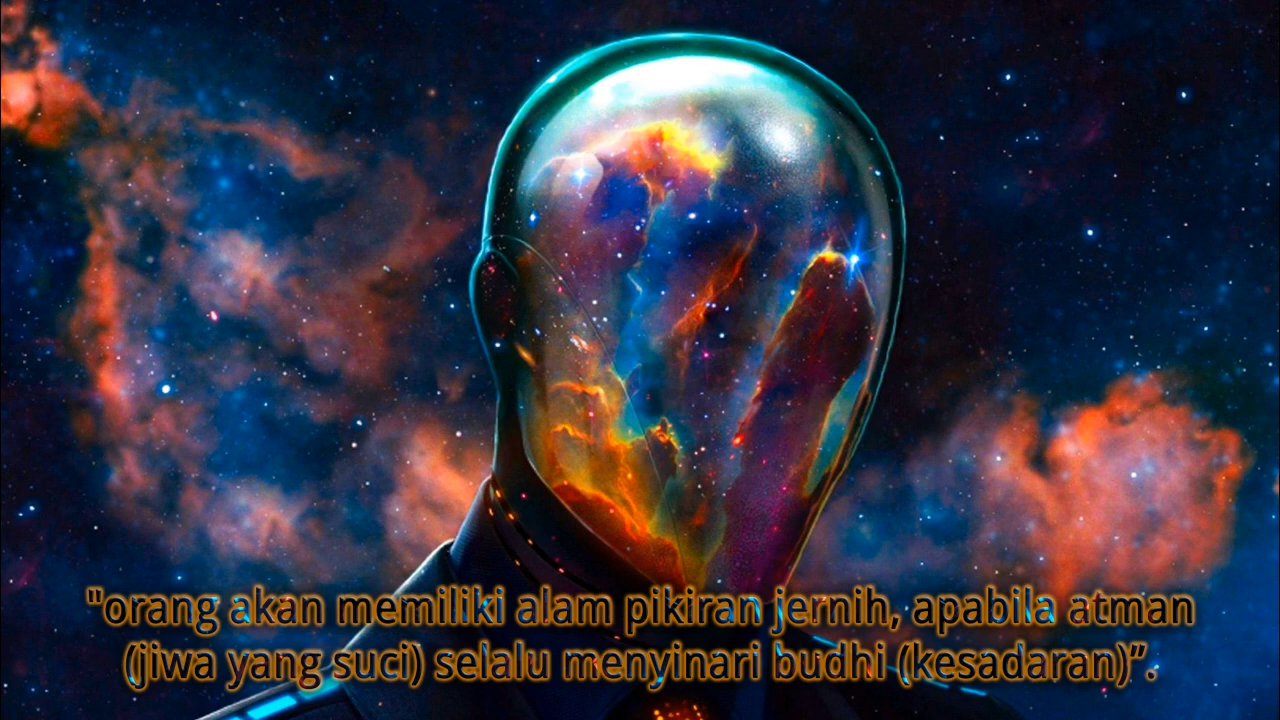 "orang akan memiliki alam pikiran jernih, apabila atman
(jiwa yang suci) selalu menyinari budhi (kesadaran)”.